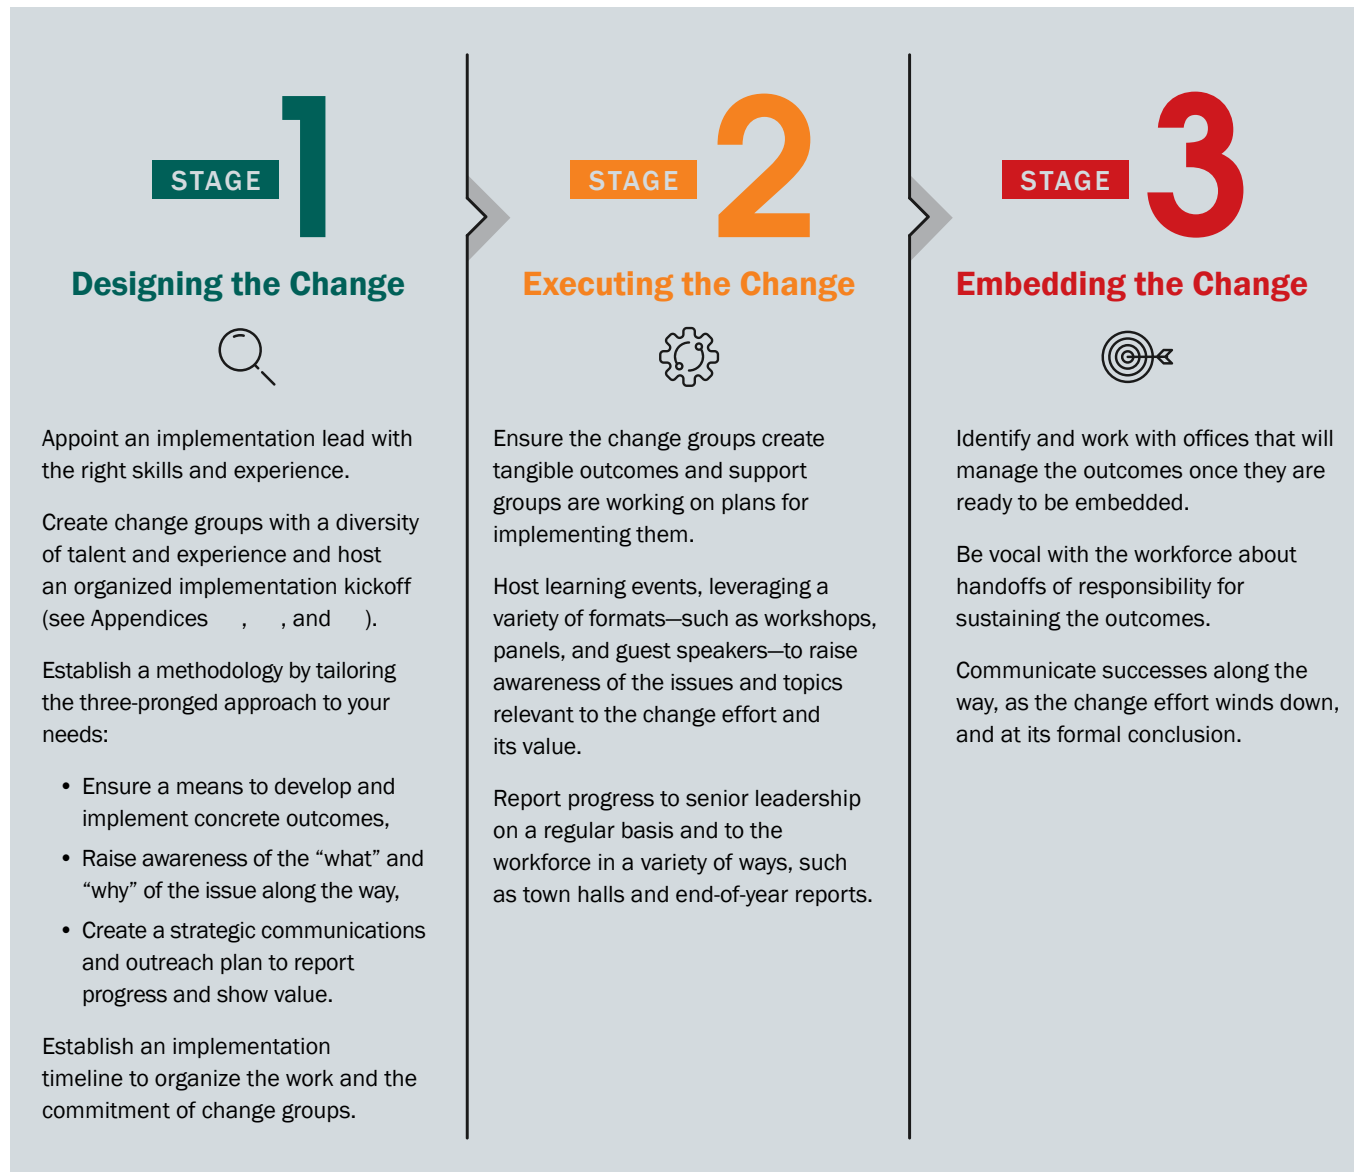 STAGE 1
Designing the Change
Appoint an implementation lead with
the right skills and experience.
Create change groups with a diversity
of talent and experience and host
an organized implementation kickoff
(see Appendices , , and ).
Establish a methodology by tailoring
the three-pronged approach to your
needs:
• Ensure a means to develop and
implement concrete outcomes,
• Raise awareness of the “what” and
“why” of the issue along the way,
• Create a strategic communications
and outreach plan to report
progress and show value.
Establish an implementation
timeline to organize the work and the
commitment of change groups.
STAGE 2
Executing the Change
Ensure the change groups create
tangible outcomes and support
groups are working on plans for
implementing them.
Host learning events, leveraging a
variety of formats—such as workshops,
panels, and guest speakers—to raise
awareness of the issues and topics
relevant to the change effort and
its value.
Report progress to senior leadership
on a regular basis and to the
workforce in a variety of ways, such
as town halls and end-of-year reports.
STAGE 3
Embedding the Change
Identify and work with offices that will
manage the outcomes once they are
ready to be embedded.
Be vocal with the workforce about
handoffs of responsibility for
sustaining the outcomes.
Communicate successes along the
way, as the change effort winds down,
and at its formal conclusion.